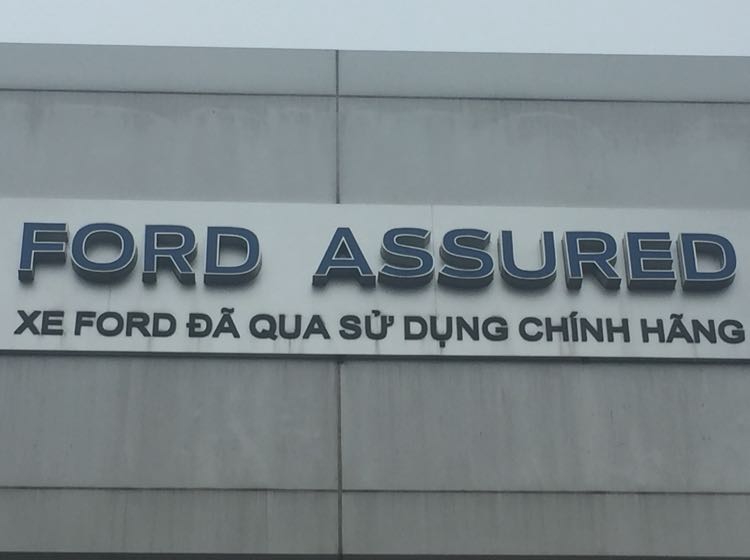 FORD ASSURED
XE FORD ĐÃ QUA SỬ DỤNG CHÍNH HÃNG